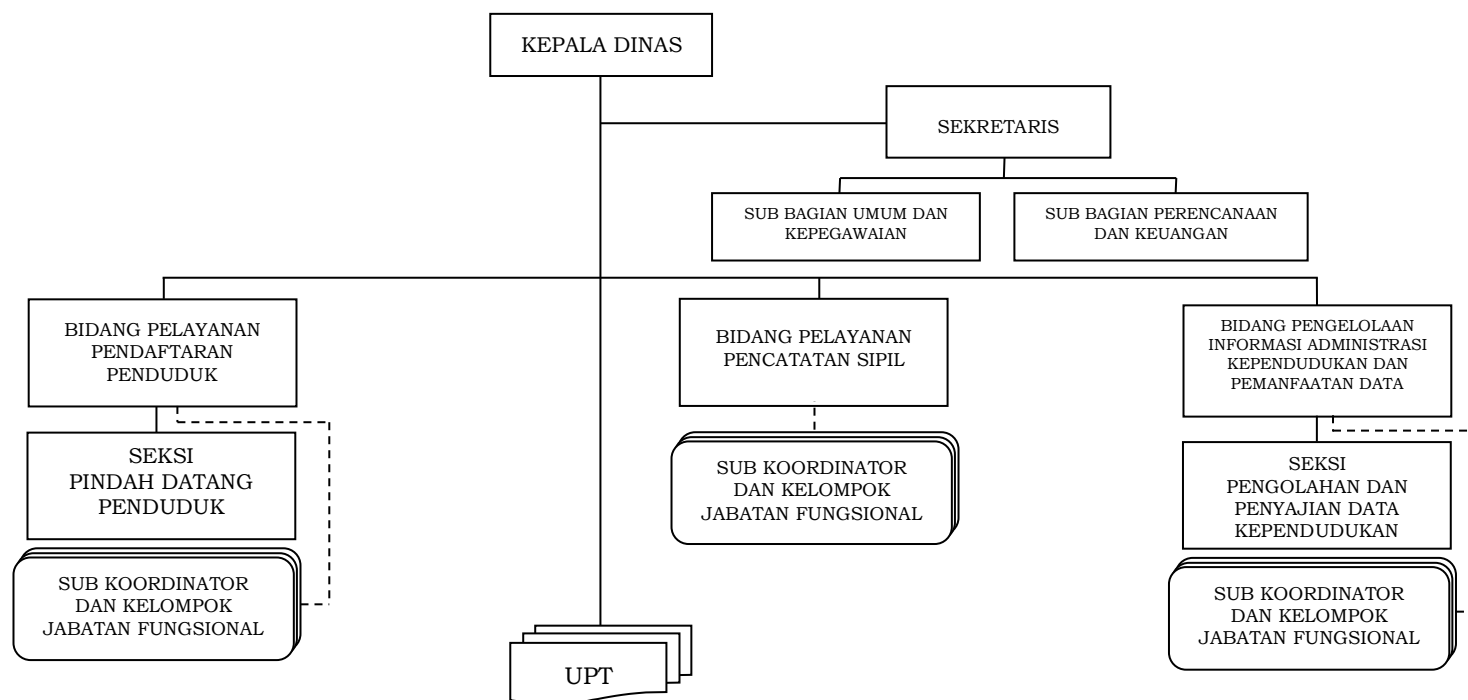 KEPALA DINAS
SEKRETARIS
SUB BAGIAN UMUM DAN
KEPEGAWAIAN
SUB BAGIAN PERENCANAAN
DAN KEUANGAN
BIDANG PELAYANAN
PENDAFTARAN
PENDUDUK
BIDANG PELAYANAN
PENCATATAN SIPIL
BIDANG PENGELOLAAN
INFORMASI ADMINISTRASI
KEPENDUDUKAN DAN
PEMANFAATAN DATA
SEKSI
PINDAH DATANG
PENDUDUK
SUB KOORDINATOR
DAN KELOMPOK
JABATAN FUNGSIONAL
SEKSI
PENGOLAHAN DAN
PENYAJIAN DATA
KEPENDUDUKAN
SUB KOORDINATOR
DAN KELOMPOK
JABATAN FUNGSIONAL
SUB KOORDINATOR
DAN KELOMPOK
JABATAN FUNGSIONAL
UPT